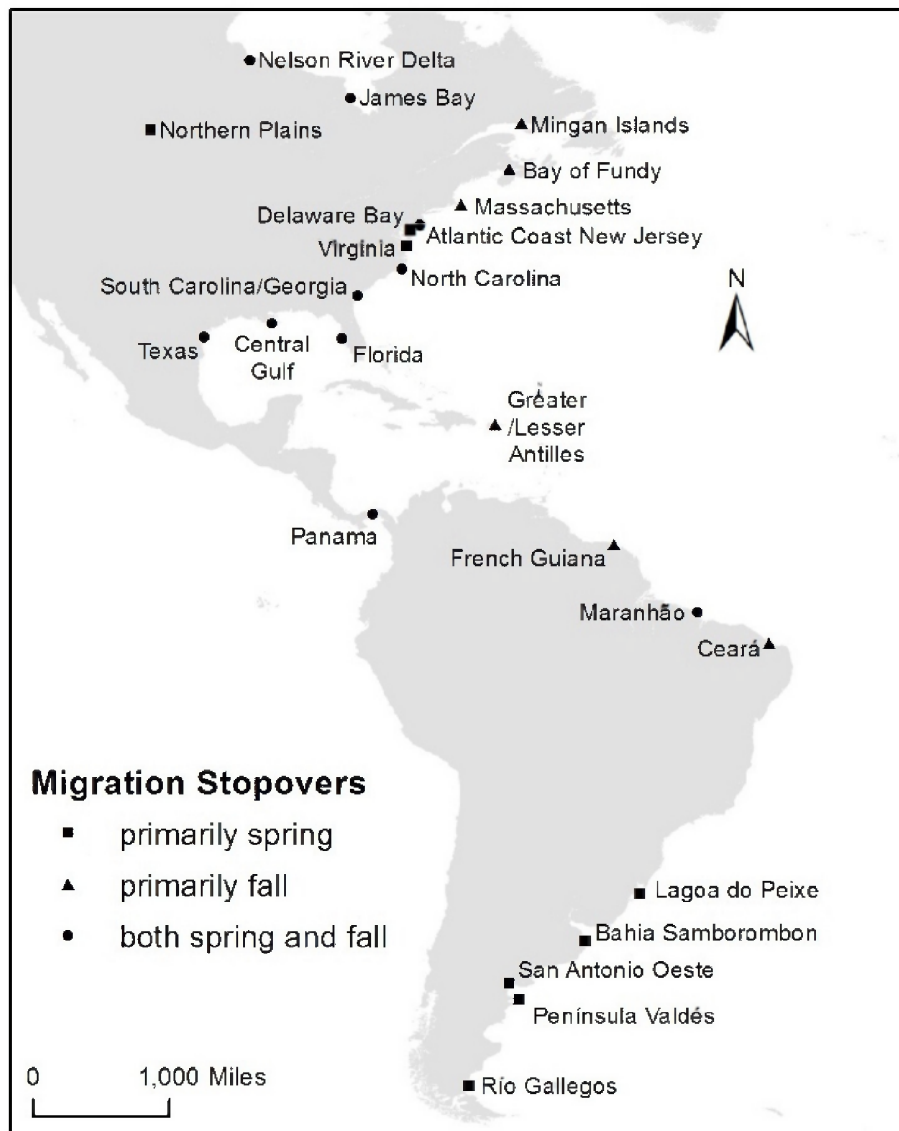 Nelson River Delta
James Bay
Northern Plains
Mingan Islands
Bay of Fundy
Massachusetts
Delaware Bay
Atlantic Coast New Jersey
Virginia
North Carolina
South Carolina/Georgia
N
Texas
Central
Gulf
Florida
Greater
/Lesser
Antilles
Panama
French Guiana
Maranhão
Ceará
Migration Stopovers
primarily spring
primarily fall
both spring and fall
Lagoa do Peixe
Bahia Samborombon
San Antonio Oeste
Península Valdés
Río Gallegos
0 1,000 Miles